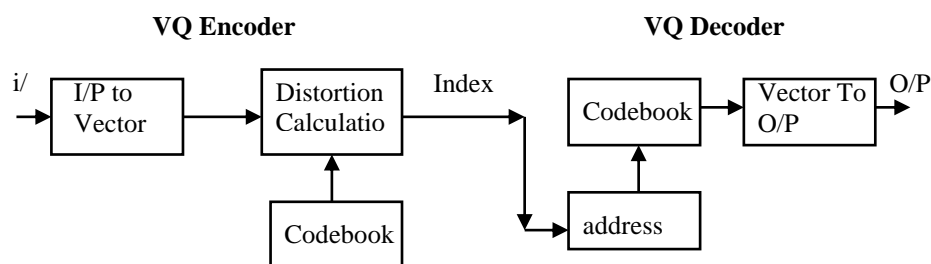 VQ Encoder
VQ Decoder
i/
I/P to
Vector
Distortion
Calculatio
Index
Codebook
Codebook
address
Vector To
O/P
O/P